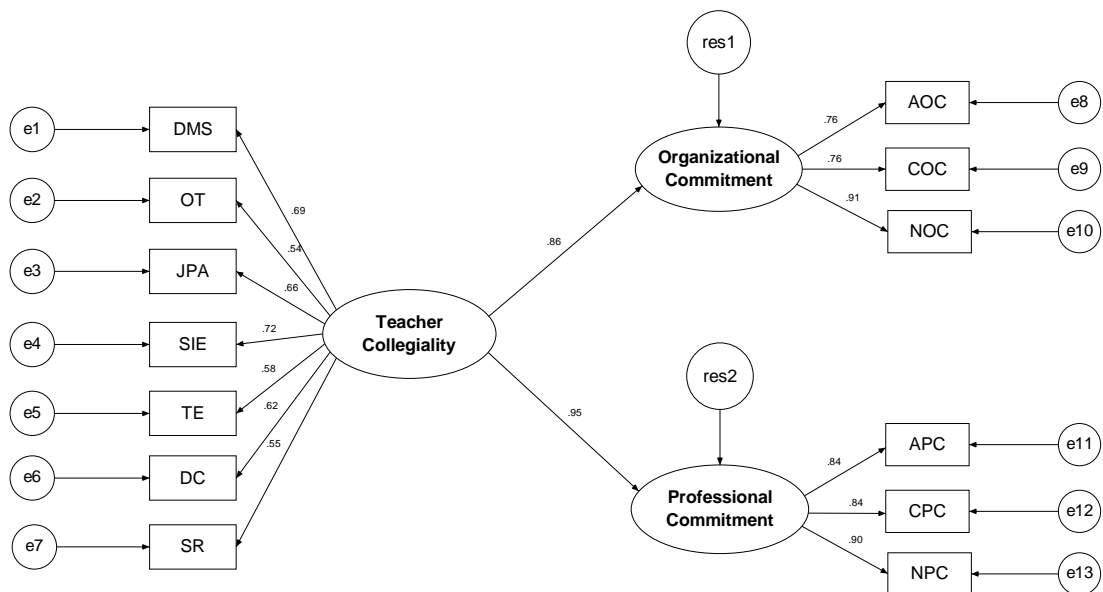 res1
AOC
e8
.76
e1
DMS
Organizational
Commitment
.76
COC
e9
e2
OT
.69
.91
NOC
e10
.54
.86
e3
JPA
.66
Teacher
Collegiality
.72
e4
SIE
.58
res2
e5
TE
.62
.95
.55
APC
e11
.84
e6
DC
Professional
Commitment
.84
CPC
e12
e7
SR
.90
NPC
e13